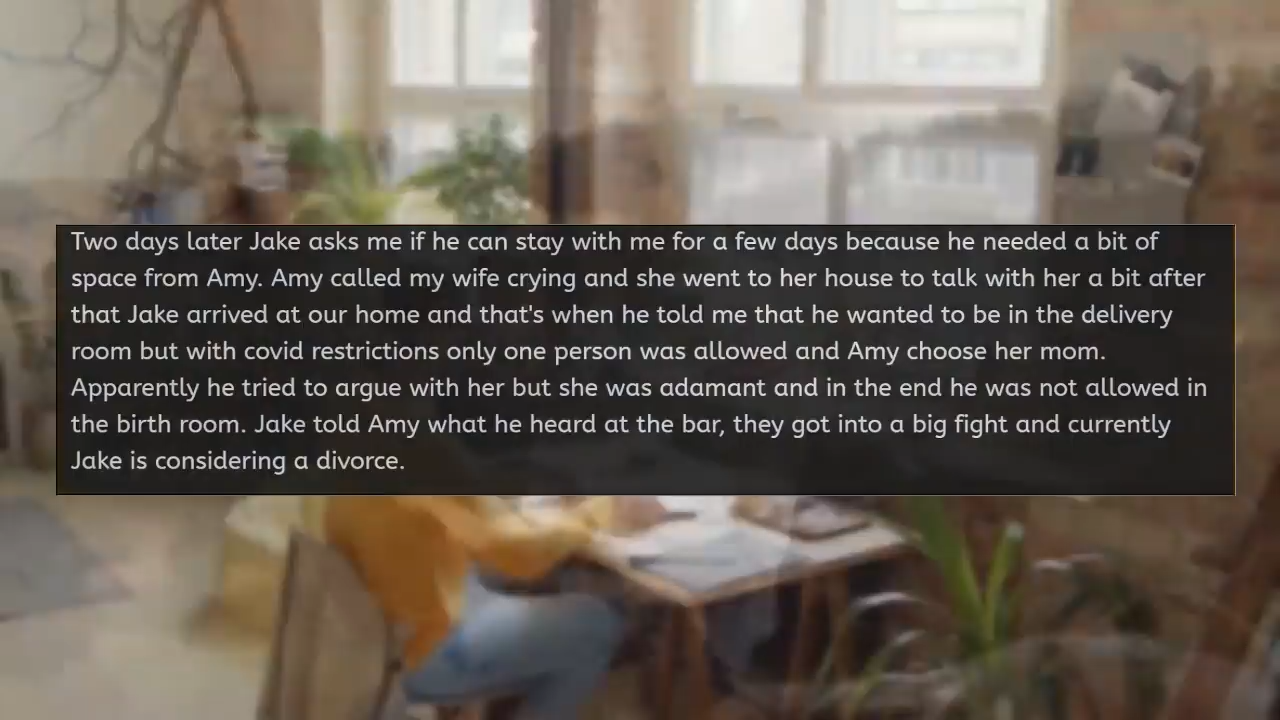 Two days later Jake asks me if he can stay with me for a few days because he needed a bit of
space from Amy. Amy called my wife crying and she went to her house to talk with her a bit after
that Jake arrived at our home and that's when he told me that he wanted to be in the delivery
room but with covid restrictions only one person was allowed and Amy choose her mom.
Apparently he tried to argue with her but she was adamant and in the end he was not allowed in
the birth room. Jake told Amy what he heard at the bar, they got into a big fight and currently
Jake is considering a divorce.